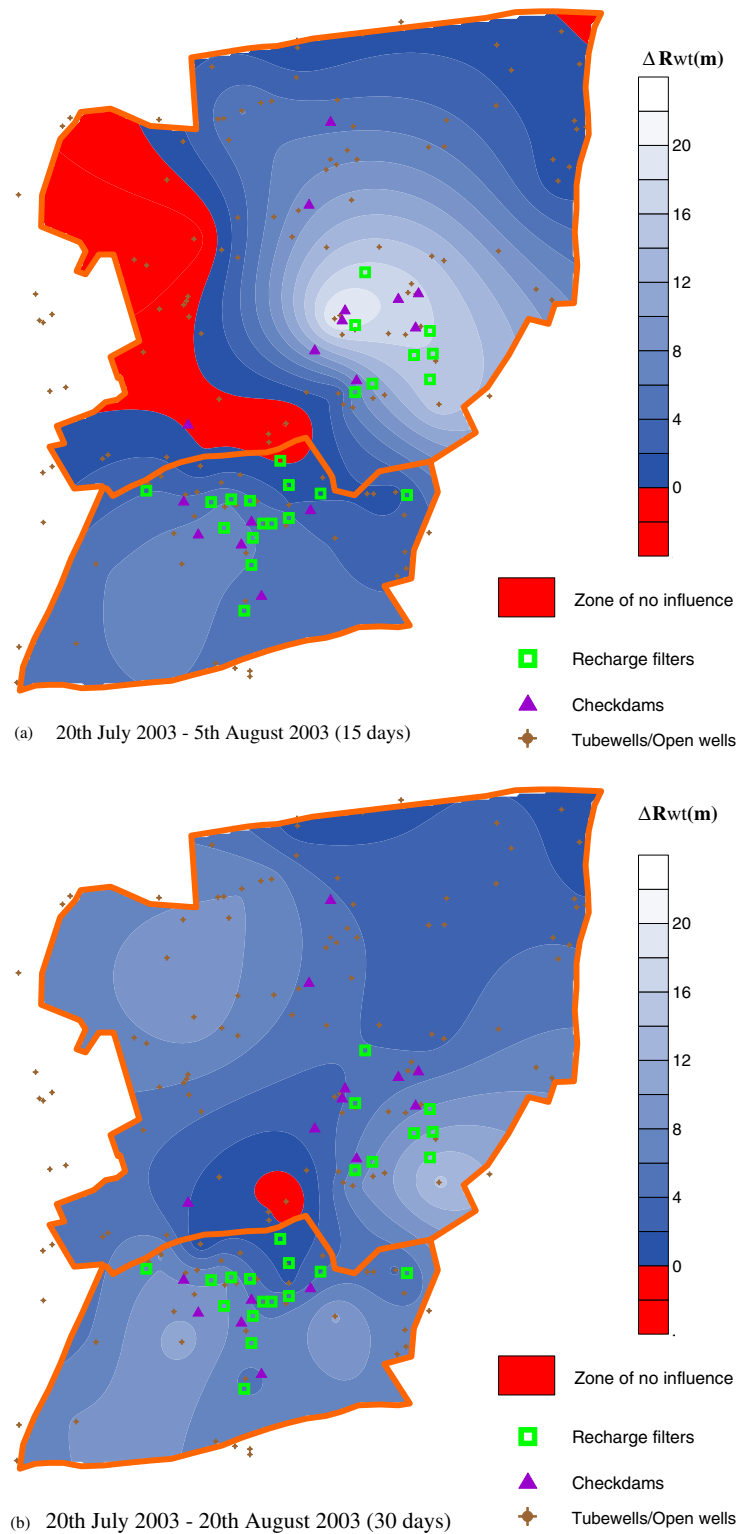 Δ Rwt(m)
20
16
12
8
4
0
Zone of no influence
Recharge filters
Checkdams
Tubewells/Open wells
(a) 20th July 2003 - 5th August 2003 (15 days)
ΔRwt(m)
20
16
12
8
4
0
Zone of no influence
Recharge filters
Checkdams
Tubewells/Open wells
(b) 20th July 2003 - 20th August 2003 (30 days)